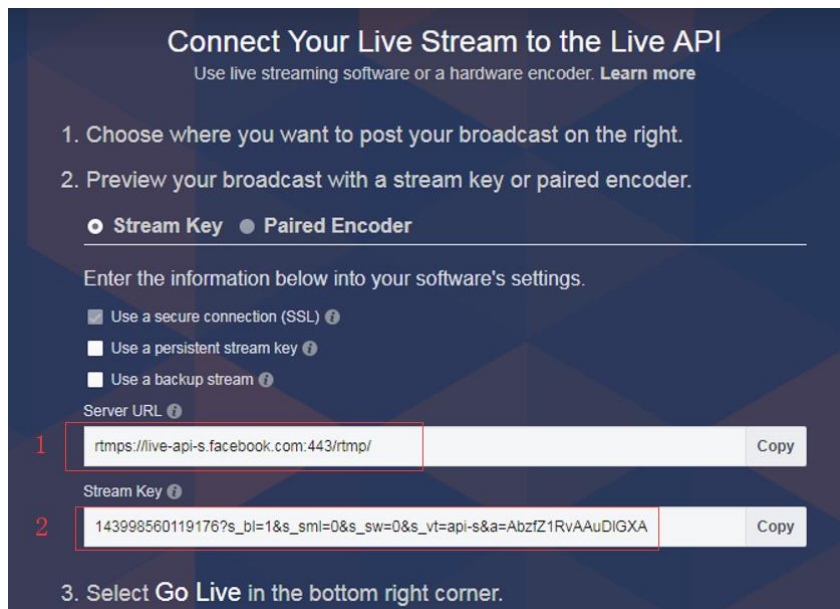 Connect Your Live Stream to the Live API
Use live streaming software or a hardware encoder. Learn more
1. Choose where you want to post your broadcast on the right.
2. Preview your broadcast with a stream key or paired encoder.
Stream Key Paired Encoder
Enter the information below into your software's settings.
Use a secure connection (SSL)
Use a persistent stream key
Use a backup stream
Server URL
1 rtmps://live-api-s.facebook.com:443/rtmp/ Copy
Stream Key
2 143998560119176?s_bl=1&s_sml=0&s_sw=0&s_vt=api-s&a=AbzfZ1RvAAuDIGXA Copy
3. Select Go Live in the bottom right corner.